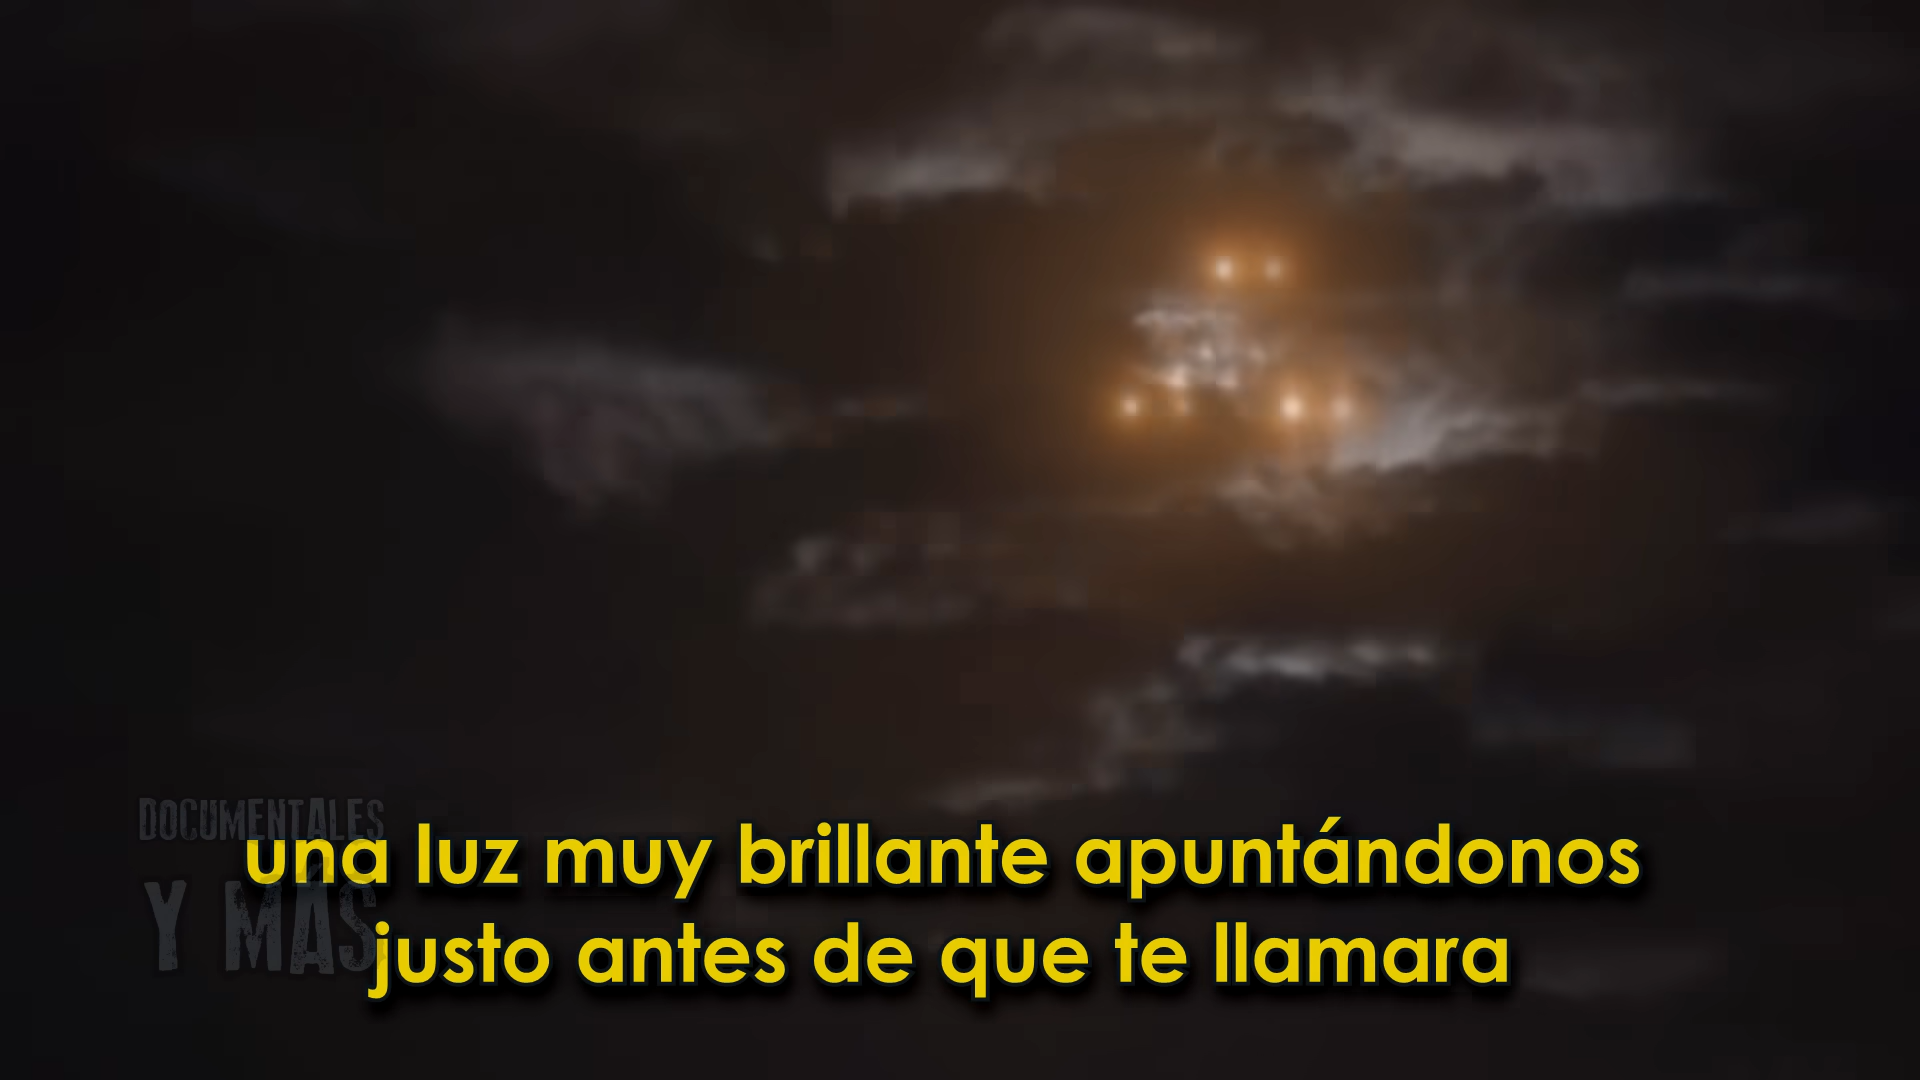 DOCUMENTALES
Y MÁS
una luz muy brillante apuntándonos
justo antes de que te llamara